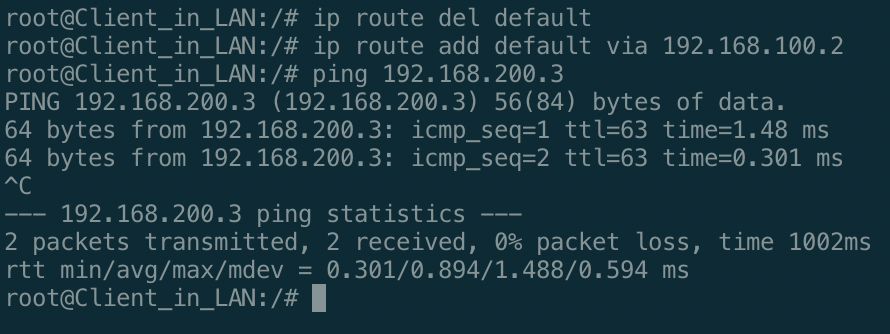 root@Client_in_LAN:/# ip route del default
root@Client_in_LAN:/# ip route add default via 192.168.100.2
root@Client_in_LAN:/# ping 192.168.200.3
PING 192.168.200.3 (192.168.200.3) 56(84) bytes of data.
64 bytes from 192.168.200.3: icmp_seq=1 ttl=63 time=1.48 ms
64 bytes from 192.168.200.3: icmp_seq=2 ttl=63 time=0.301 ms
^C
--- 192.168.200.3 ping statistics ---
2 packets transmitted, 2 received, 0% packet loss, time 1002ms
rtt min/avg/max/mdev = 0.301/0.894/1.488/0.594 ms
root@Client_in_LAN:/#